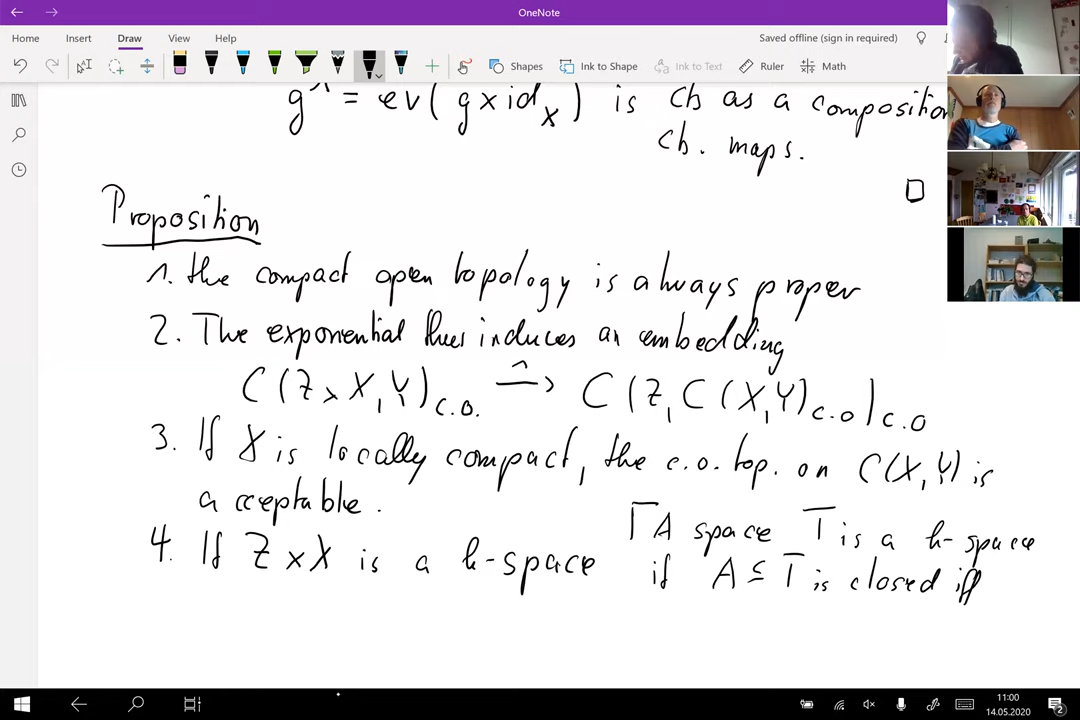 OneNote
Home Insert Draw View Help
Saved offline (sign in required)
Shapes Ink to Shape Ink to Text Ruler Math
g^ = ev(g×id_X) is cts as a composition
cts. maps.
□
Proposition
1. the compact open topology is always proper
2. The exponential thus induces an embedding
C(Z×X,Y)c.o. →^ C(Z,C(X,Y)c.o)c.o
3. If X is locally compact, the c.o. top. on C(X,Y) is
acceptable.
4. If Z×X is a k-space
⌈A space T is a k-space
if A ⊆ T is closed iff
11:00
14.05.2020
2